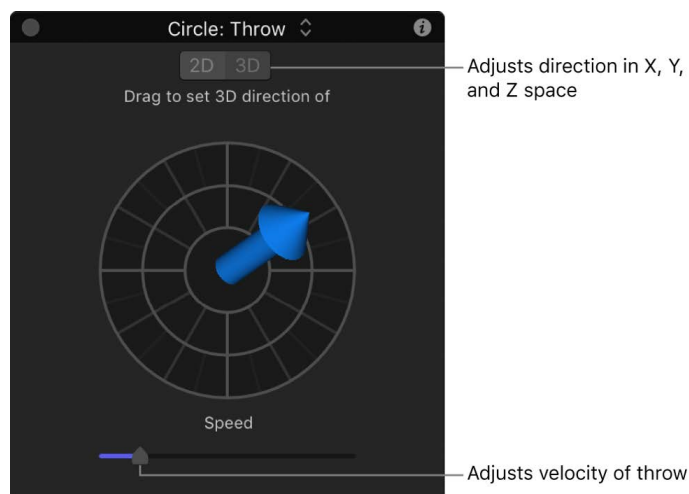 Circle: Throw
2D 3D
Adjusts direction in X, Y,
and Z space
Drag to set 3D direction of
Speed
Adjusts velocity of throw